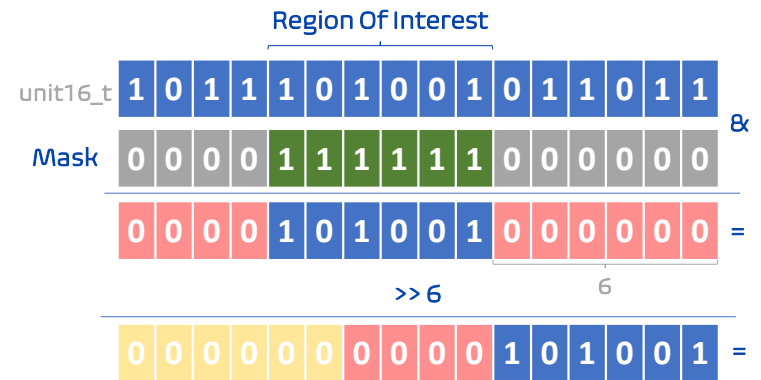 Region Of Interest
unit16_t 1 0 1 1 1 0 1 0 0 1 0 1 1 0 1 1
&
Mask 0 0 0 0 1 1 1 1 1 1 0 0 0 0 0 0
0 0 0 0 1 0 1 0 0 1 0 0 0 0 0 0 =
6
>> 6
0 0 0 0 0 0 0 0 0 0 1 0 1 0 0 1 =